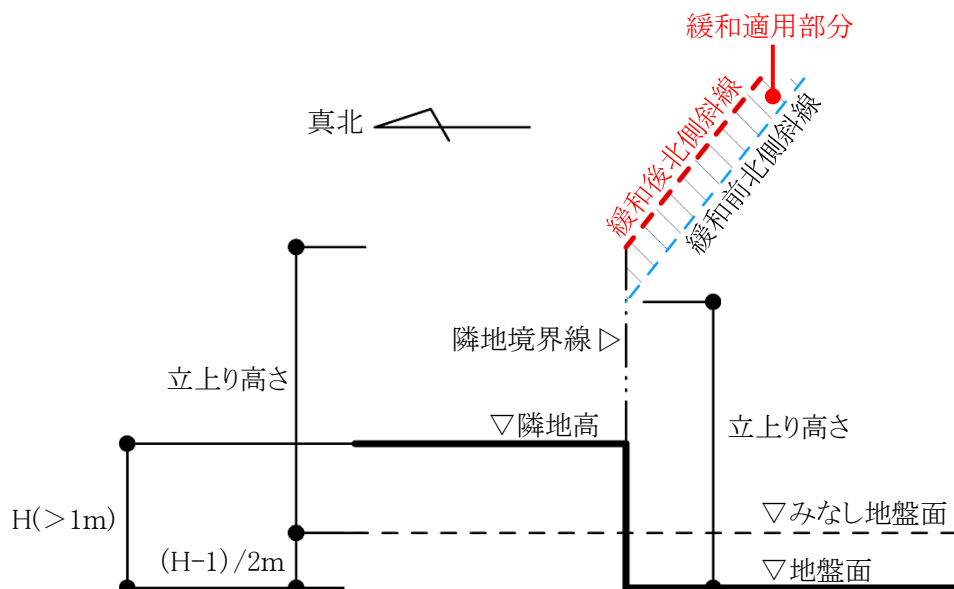 緩和適用部分
真北
緩和後北側斜線
緩和前北側斜線
隣地境界線▷
立上り高さ
▽隣地高
立上り高さ
H(>1m)
▽みなし地盤面
(H-1)/2m
▽地盤面